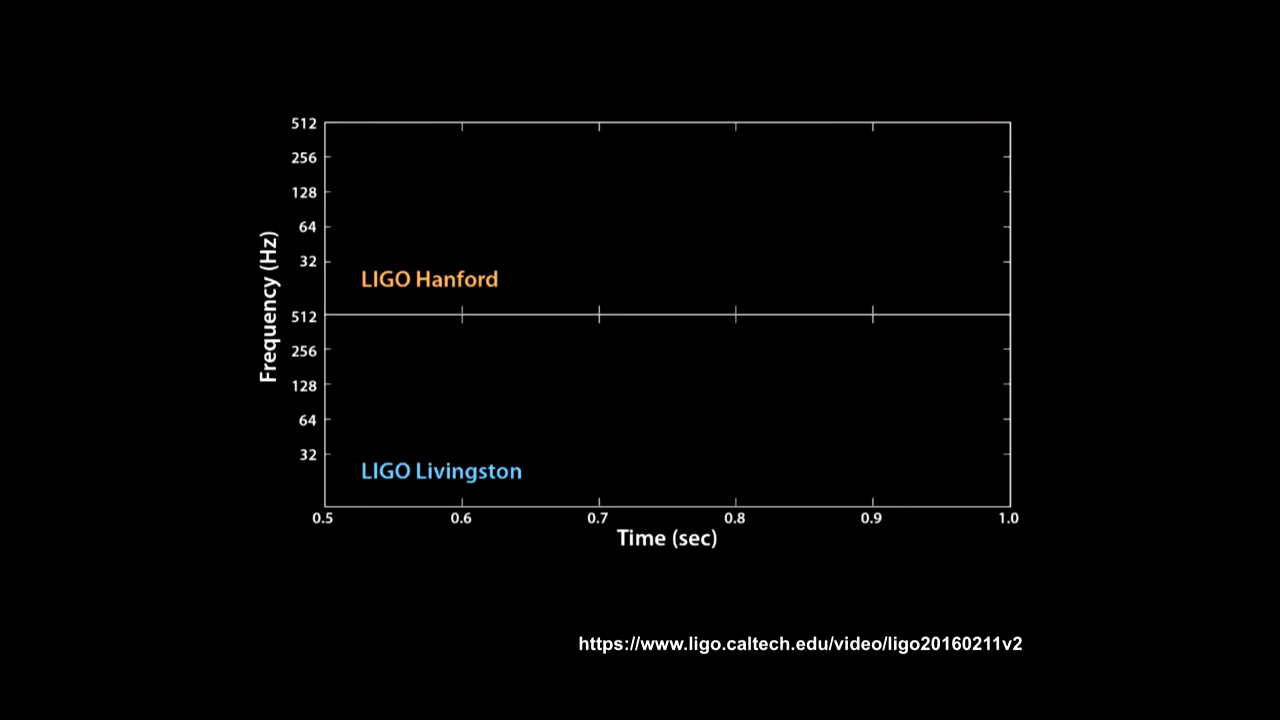 512
256
128
64
32
LIGO Hanford
Frequency (Hz)
512
256
128
64
32
LIGO Livingston
0.5 0.6 0.7 0.8 0.9 1.0
Time (sec)
https://www.ligo.caltech.edu/video/ligo20160211v2